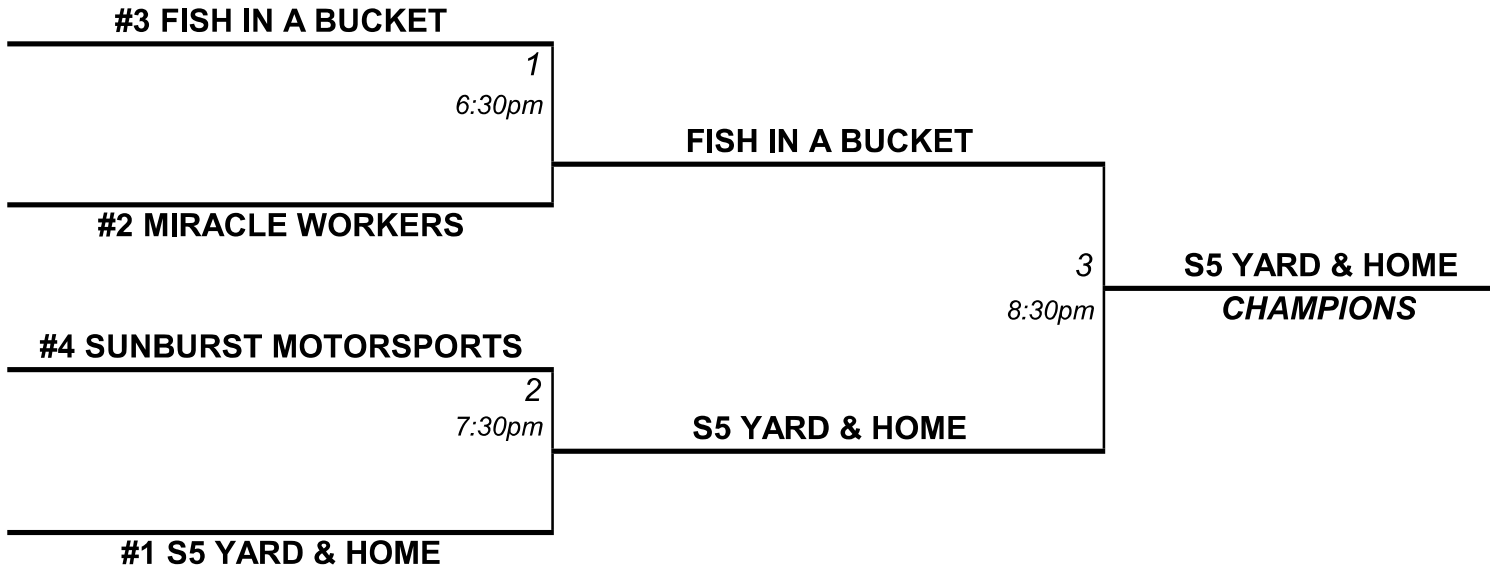 #3 FISH IN A BUCKET
1
6:30pm
FISH IN A BUCKET
#2 MIRACLE WORKERS
3
8:30pm
S5 YARD & HOME
CHAMPIONS
#4 SUNBURST MOTORSPORTS
2
7:30pm
S5 YARD & HOME
#1 S5 YARD & HOME